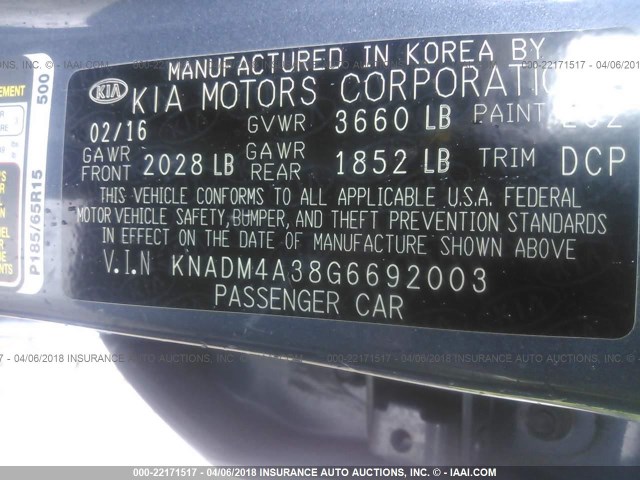 MANUFACTURED IN KOREA BY
KIA KIA MOTORS CORPORATION
02/16 GVWR 3660 LB PAINT
GAWR FRONT 2028 LB GAWR REAR 1852 LB TRIM DCP
THIS VEHICLE CONFORMS TO ALL APPLICABLE U.S.A. FEDERAL
MOTOR VEHICLE SAFETY, BUMPER, AND THEFT PREVENTION STANDARDS
IN EFFECT ON THE DATE OF MANUFACTURE SHOWN ABOVE
V.I.N KNADM4A38G6692003
PASSENGER CAR
500
P185/65R15
000-22171517 - 04/06/2018 INSURANCE AUTO AUCTIONS, INC. - © IAAI.COM